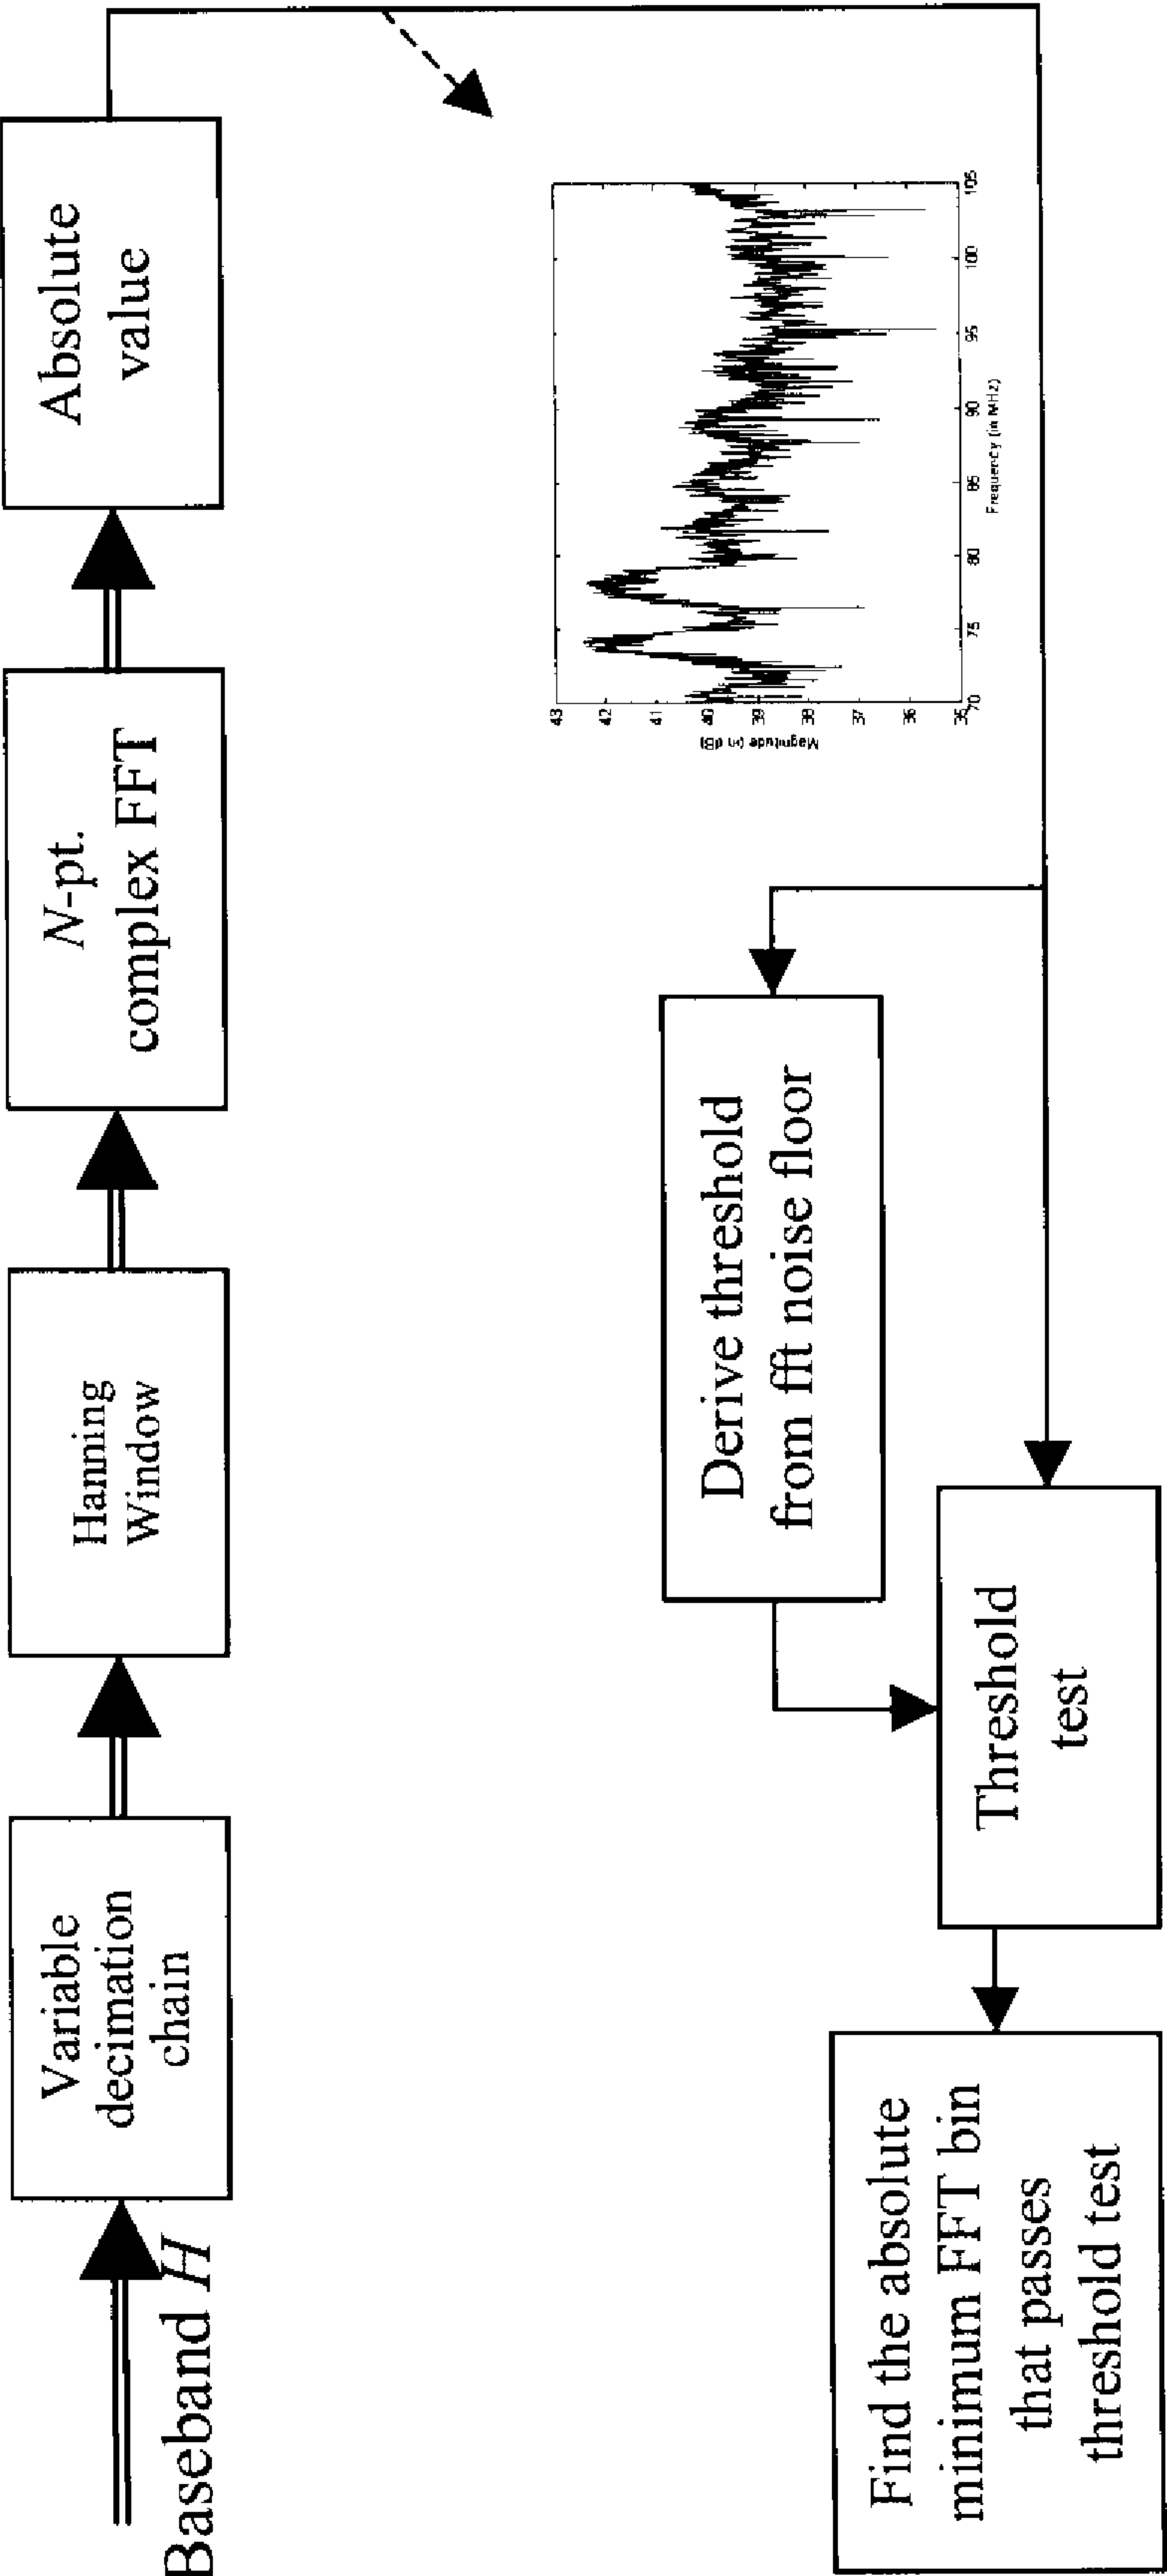 Baseband H
Variable
decimation
chain
Hanning
Window
N-pt.
complex FFT
Absolute
value
Magnitude (in dB)
43
42
41
40
39
38
37
36
35
70
75
80
85
90
95
100
105
Frequency (in MHz)
Derive threshold
from fft noise floor
Threshold
test
Find the absolute
minimum FFT bin
that passes
threshold test